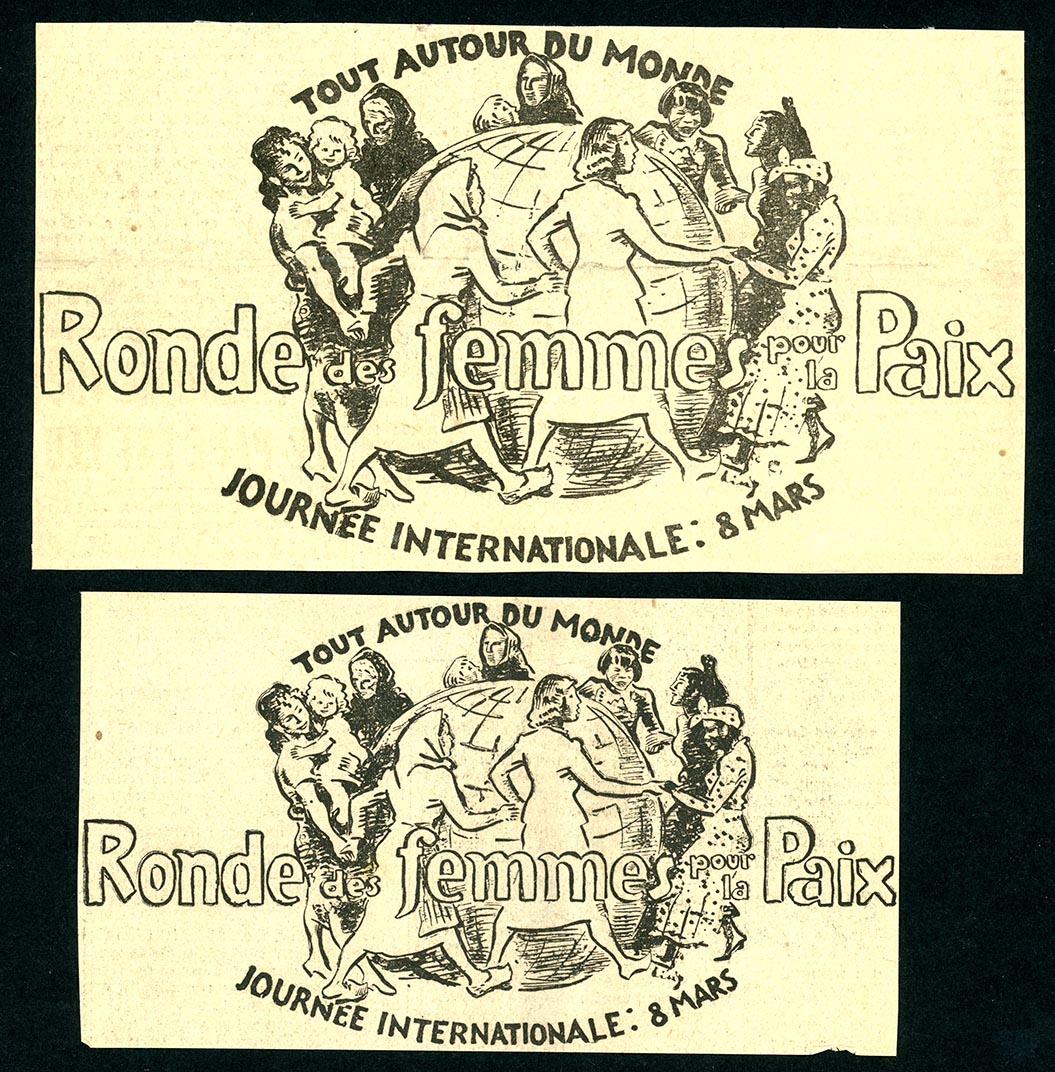 TOUT AUTOUR DU MONDE
Ronde des femmes pour la Paix
JOURNÉE INTERNATIONALE: 8 MARS
TOUT AUTOUR DU MONDE
Ronde des femmes pour la Paix
JOURNÉE INTERNATIONALE: 8 MARS